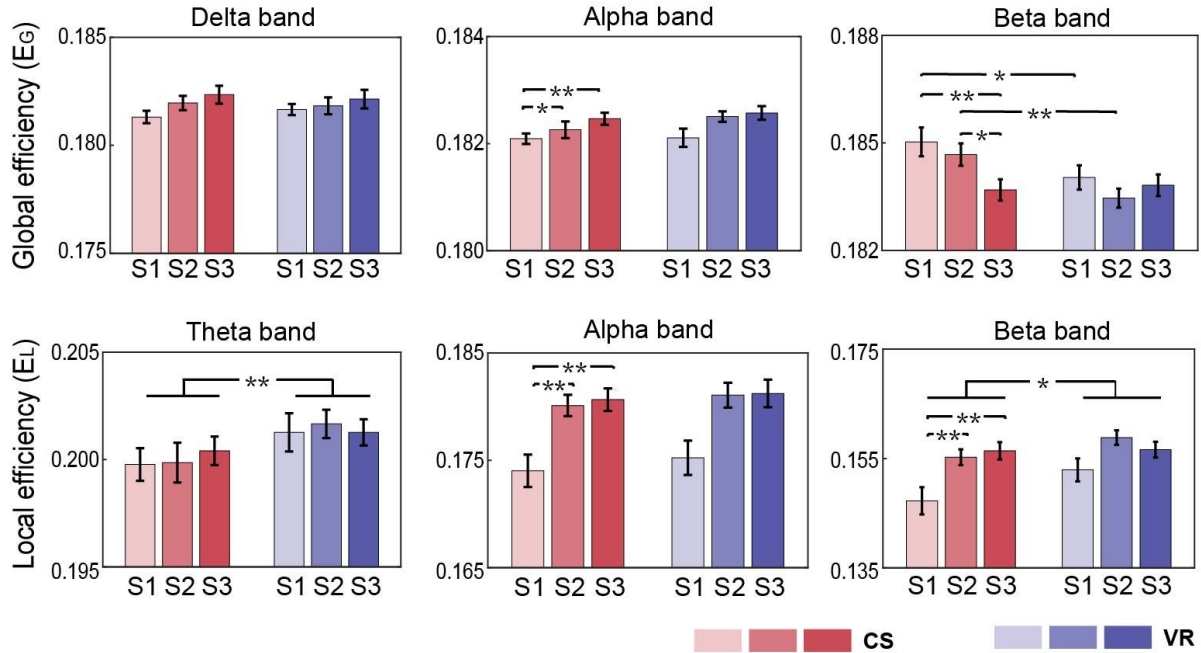 Delta band
Alpha band
Beta band
Global efficiency (EG)
0.185
0.180
0.175
S1 S2 S3
S1 S2 S3
0.184
0.182
0.180
**
*
S1 S2 S3
S1 S2 S3
0.188
0.185
0.182
*
**
**
*
S1 S2 S3
S1 S2 S3
Theta band
Alpha band
Beta band
Local efficiency (EL)
0.205
0.200
0.195
**
S1 S2 S3
S1 S2 S3
0.185
0.175
0.165
**
**
S1 S2 S3
S1 S2 S3
0.175
0.155
0.135
*
**
**
S1 S2 S3
S1 S2 S3
CS
VR